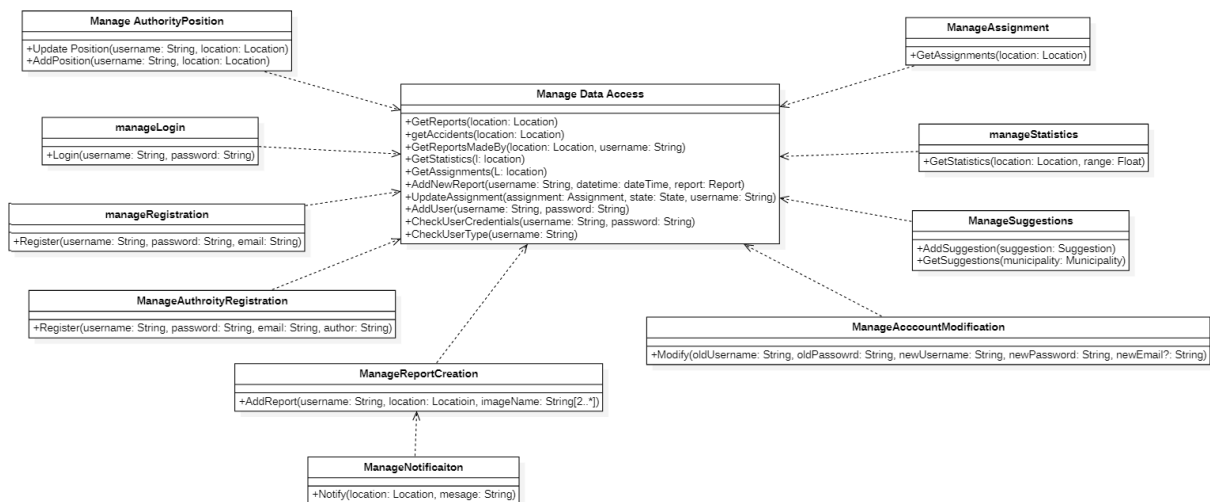 Manage AuthorityPosition
+Update Position(username: String, location: Location)
+AddPosition(username: String, location: Location)
ManageAssignment
+GetAssignments(location: Location)
Manage Data Access
+GetReports(location: Location)
+getAccidents(location: Location)
+GetReportsMadeBy(location: Location, username: String)
+GetStatistics(l: location)
+GetAssignments(L: location)
+AddNewReport(username: String, datetime: dateTime, report: Report)
+UpdateAssignment(assignment: Assignment, state: State, username: String)
+AddUser(username: String, password: String)
+CheckUserCredentials(username: String, password: String)
+CheckUserType(username: String)
manageLogin
+Login(username: String, password: String)
manageStatistics
+GetStatistics(location: Location, range: Float)
manageRegistration
+Register(username: String, password: String, email: String)
ManageSuggestions
+AddSuggestion(suggestion: Suggestion)
+GetSuggestions(municipality: Municipality)
ManageAuthroityRegistration
+Register(username: String, password: String, email: String, author: String)
ManageAcccountModification
+Modify(oldUsername: String, oldPassowrd: String, newUsername: String, newPassword: String, newEmail?: String)
ManageReportCreation
+AddReport(username: String, location: Locatioin, imageName: String[2..*])
ManageNotificaiton
+Notify(location: Location, mesage: String)